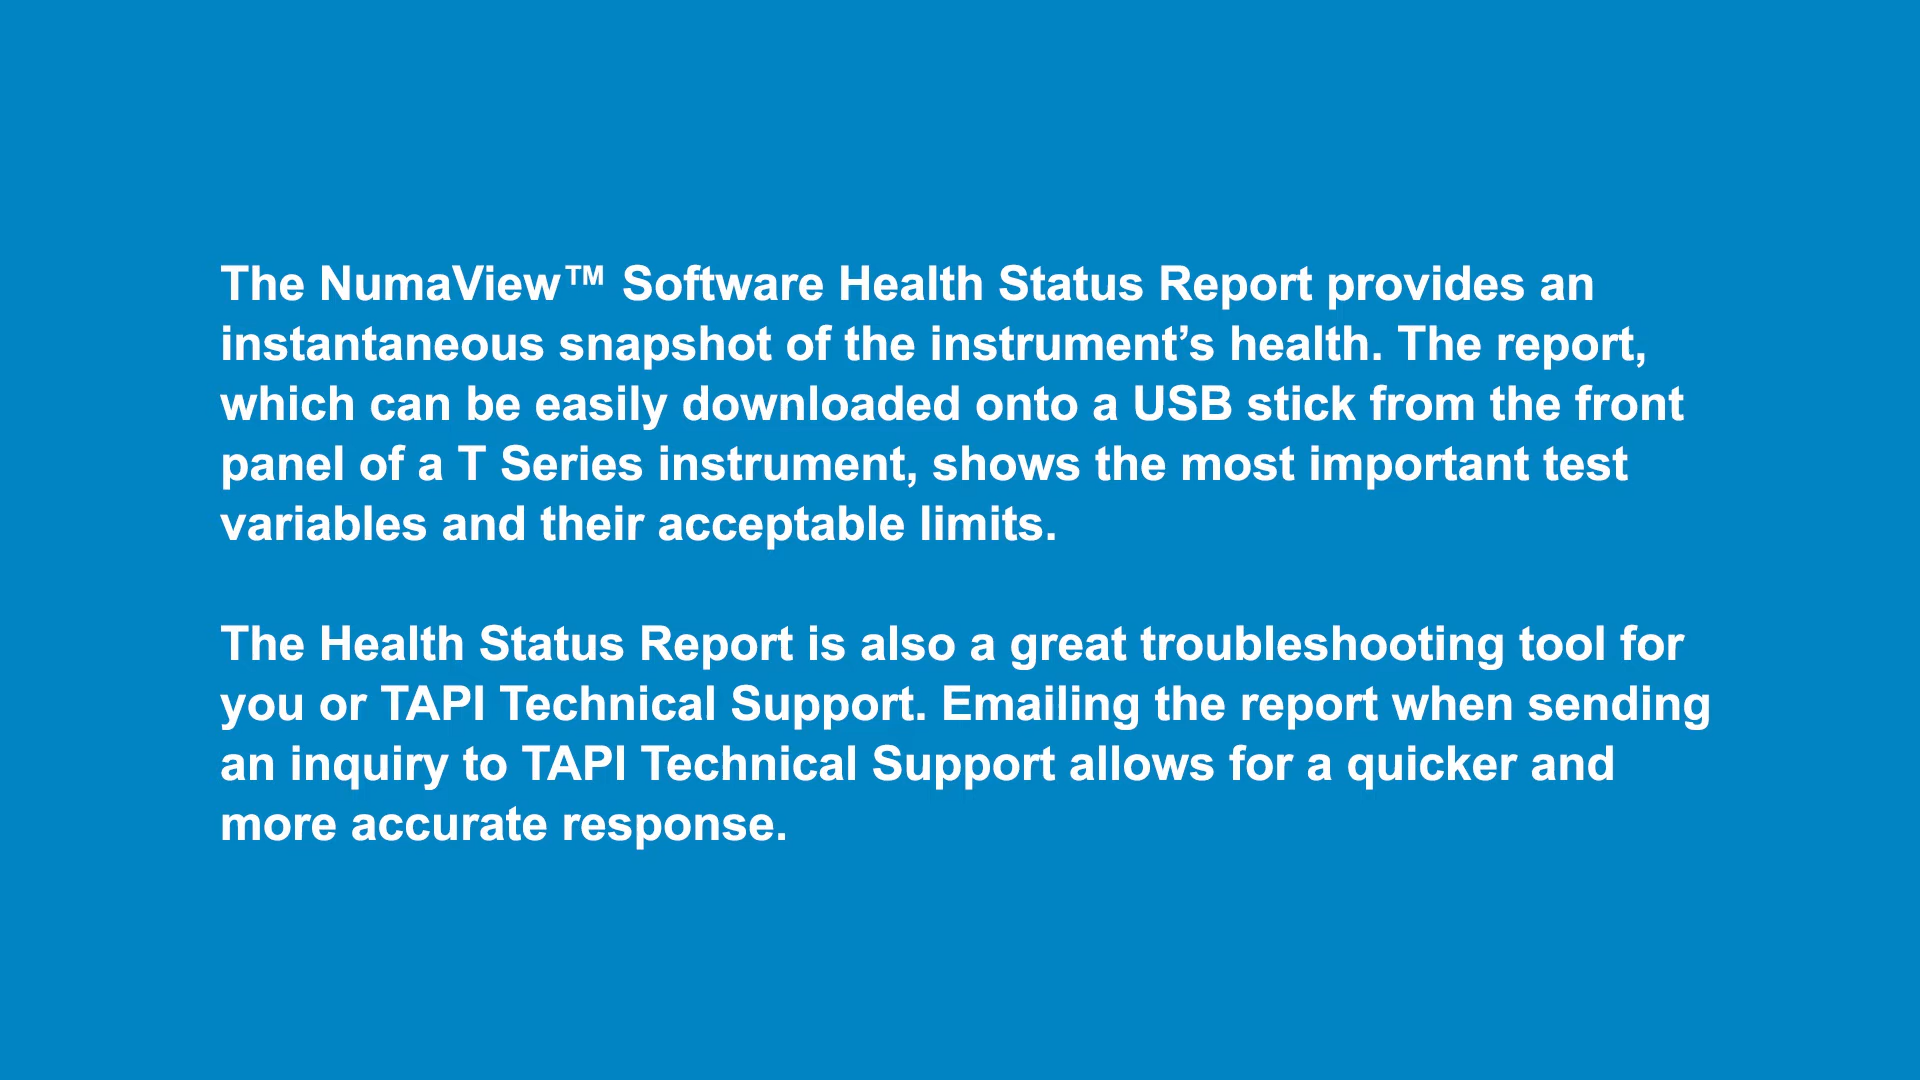 The NumaView™ Software Health Status Report provides an
instantaneous snapshot of the instrument’s health. The report,
which can be easily downloaded onto a USB stick from the front
panel of a T Series instrument, shows the most important test
variables and their acceptable limits.
The Health Status Report is also a great troubleshooting tool for
you or TAPI Technical Support. Emailing the report when sending
an inquiry to TAPI Technical Support allows for a quicker and
more accurate response.